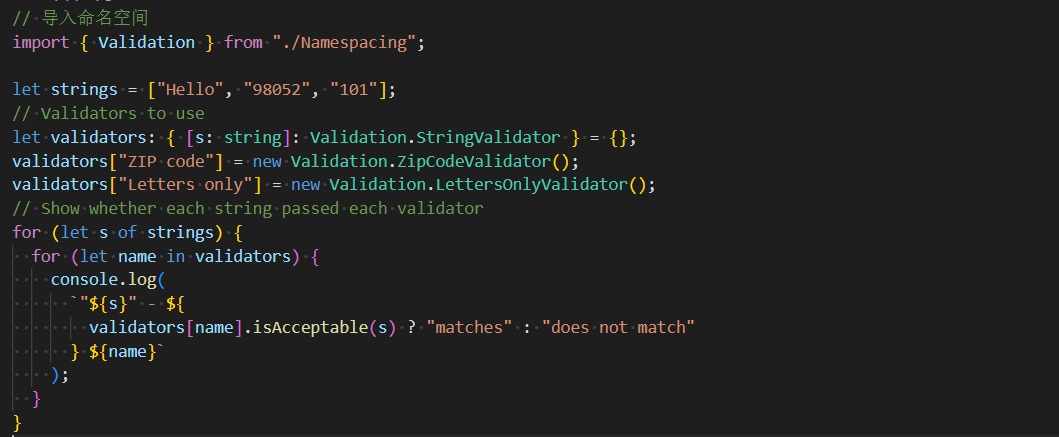 // 导入命名空间
import { Validation } from "./Namespacing";
let strings = ["Hello", "98052", "101"];
// Validators to use
let validators: { [s: string]: Validation.StringValidator } = {};
validators["ZIP code"] = new Validation.ZipCodeValidator();
validators["Letters only"] = new Validation.LettersOnlyValidator();
// Show whether each string passed each validator
for (let s of strings) {
  for (let name in validators) {
    console.log(
      `"${s}" - ${
        validators[name].isAcceptable(s) ? "matches" : "does not match"
      } ${name}`
    );
  }
}